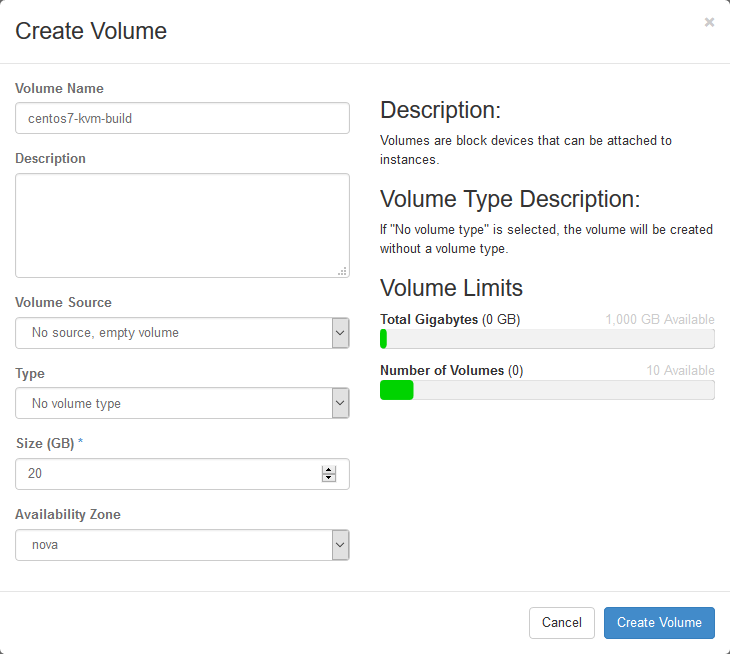 Create Volume
×
Volume Name
centos7-kvm-build
Description
Volume Source
No source, empty volume
Type
No volume type
Size (GB) *
20
Availability Zone
nova
Description:
Volumes are block devices that can be attached to
instances.
Volume Type Description:
If "No volume type" is selected, the volume will be created
without a volume type.
Volume Limits
Total Gigabytes (0 GB) 1,000 GB Available
Number of Volumes (0) 10 Available
Cancel
Create Volume